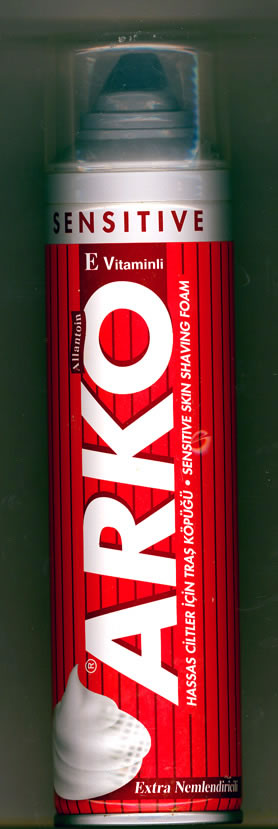 SENSITIVE
E Vitaminli
Allantoin
ARKO®
HASSAS CİLTLER İÇİN TRAŞ KÖPÜĞÜ • SENSITIVE SKIN SHAVING FOAM
Extra Nemlendiricili